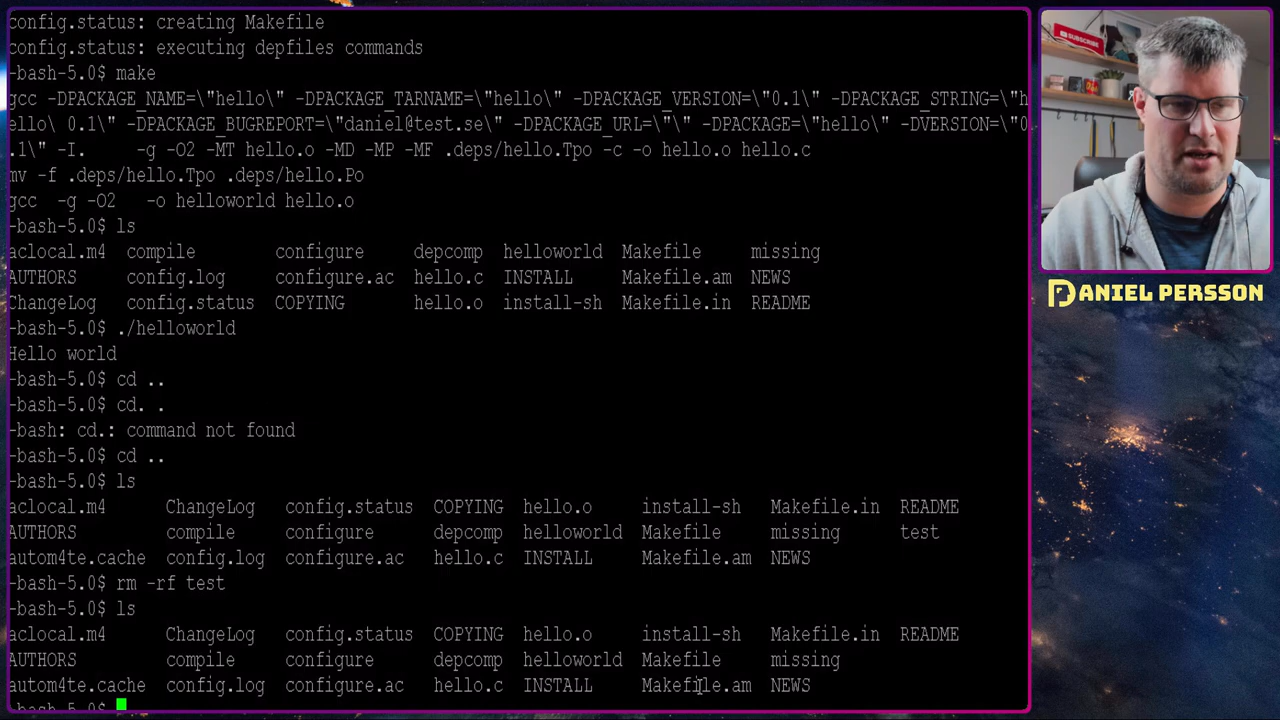 config.status: creating Makefile
config.status: executing depfiles commands
-bash-5.0$ make
gcc -DPACKAGE_NAME=\"hello\" -DPACKAGE_TARNAME=\"hello\" -DPACKAGE_VERSION=\"0.1\" -DPACKAGE_STRING=\"h
ello\ 0.1\" -DPACKAGE_BUGREPORT=\"daniel@test.se\" -DPACKAGE_URL=\"\" -DPACKAGE=\"hello\" -DVERSION=\"0
.1\" -I.     -g -O2 -MT hello.o -MD -MP -MF .deps/hello.Tpo -c -o hello.o hello.c
mv -f .deps/hello.Tpo .deps/hello.Po
gcc  -g -O2   -o helloworld hello.o
-bash-5.0$ ls
aclocal.m4  compile        configure     depcomp  helloworld  Makefile     missing
AUTHORS     config.log     configure.ac  hello.c  INSTALL     Makefile.am  NEWS
ChangeLog   config.status  COPYING       hello.o  install-sh  Makefile.in  README
-bash-5.0$ ./helloworld
Hello world
-bash-5.0$ cd ..
-bash-5.0$ cd. .
-bash: cd.: command not found
-bash-5.0$ cd ..
-bash-5.0$ ls
aclocal.m4      ChangeLog   config.status  COPYING  hello.o     install-sh   Makefile.in  README
AUTHORS         compile     configure      depcomp  helloworld  Makefile     missing      test
autom4te.cache  config.log  configure.ac   hello.c  INSTALL     Makefile.am  NEWS
-bash-5.0$ rm -rf test
-bash-5.0$ ls
aclocal.m4      ChangeLog   config.status  COPYING  hello.o     install-sh   Makefile.in  README
AUTHORS         compile     configure      depcomp  helloworld  Makefile     missing
autom4te.cache  config.log  configure.ac   hello.c  INSTALL     Makefile.am  NEWS
-bash-5.0$
SUBSCRIBE
DANIEL PERSSON